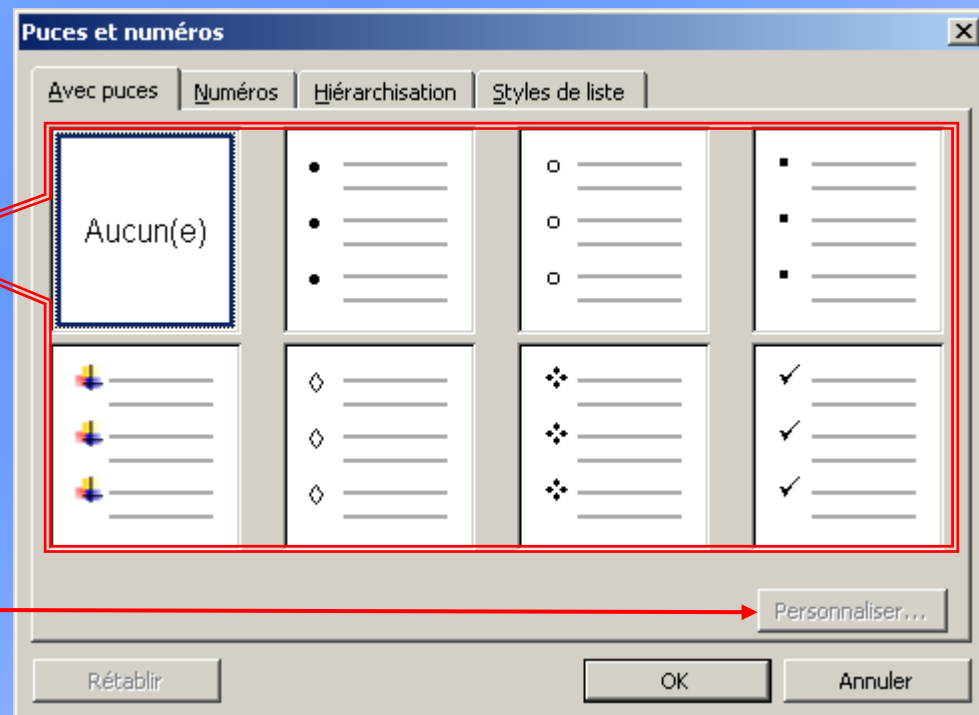 Puces et numéros
Avec puces Numéros Hiérarchisation Styles de liste
Aucun(e)
Personnaliser...
Rétablir OK Annuler